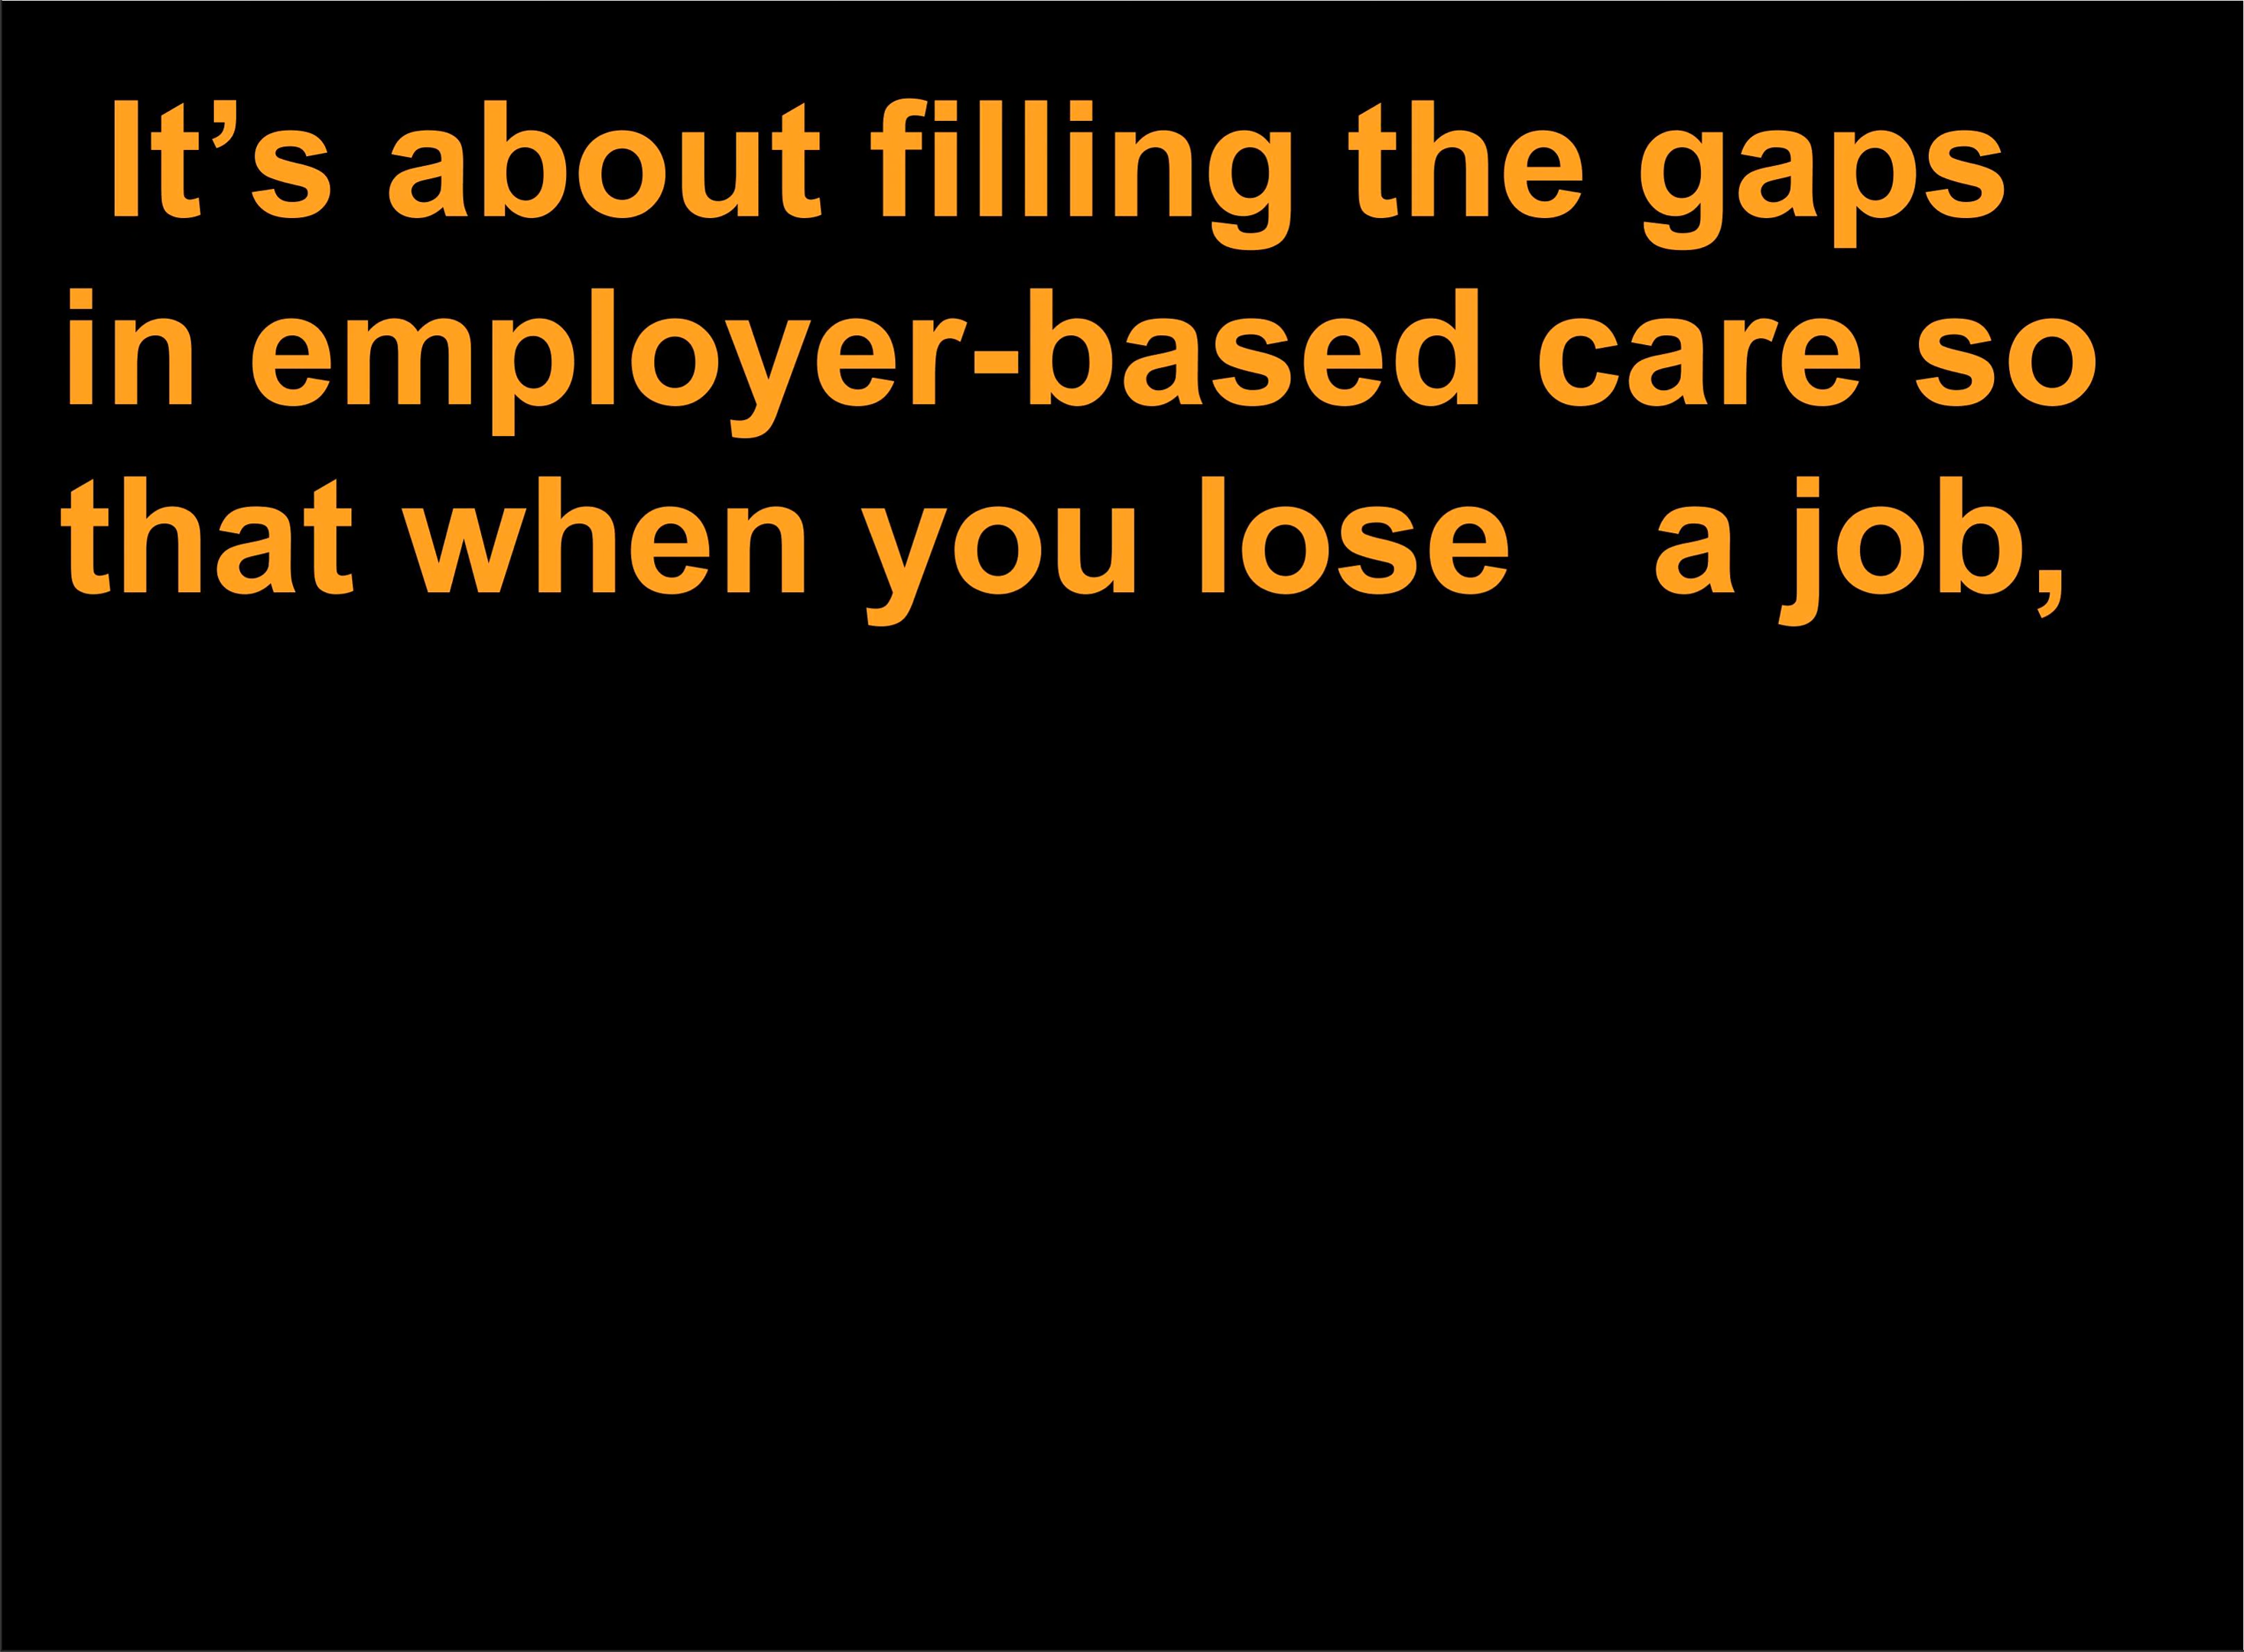 It’s about filling the gaps
in employer-based care so
that when you lose   a job,